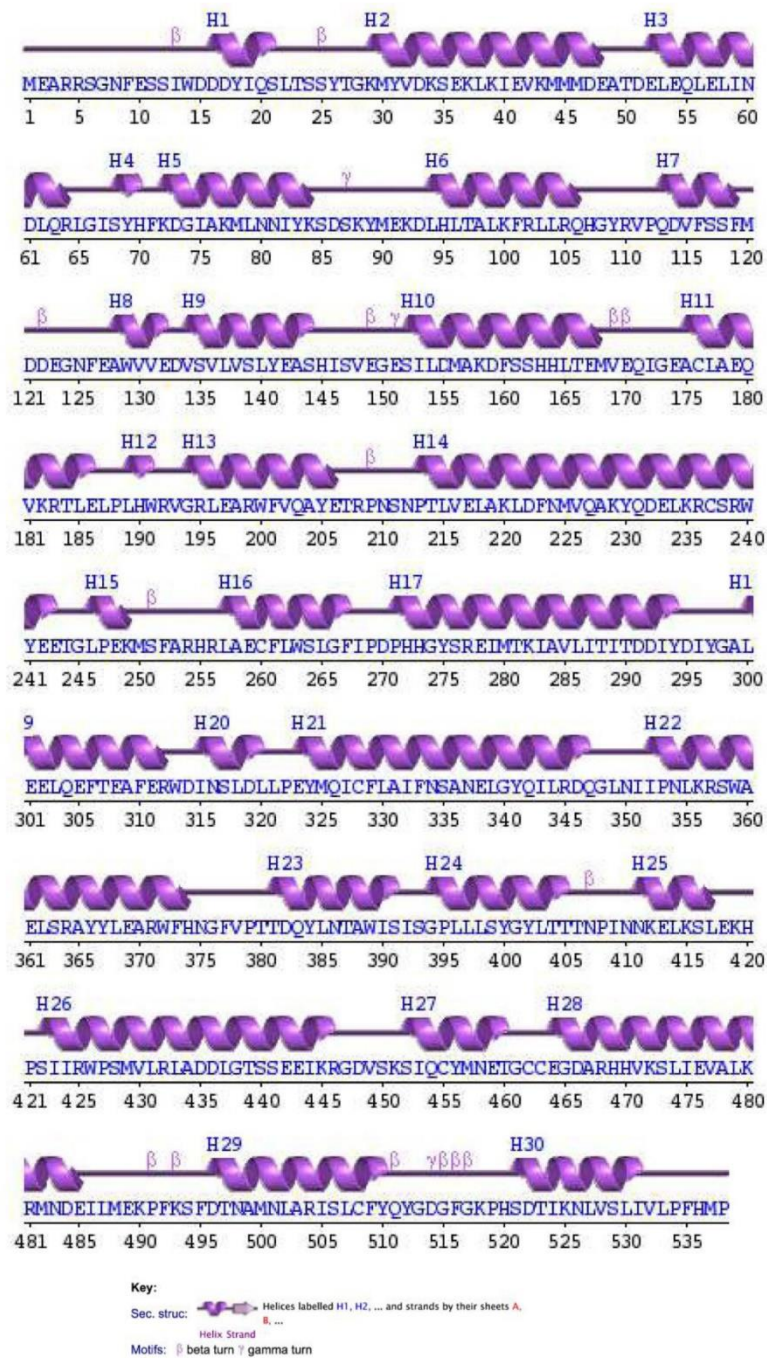 β H1 β H2 H3
MEARRSGNFESSIWDDDYIQSLTSSYTGKMYVDKSEKLKIEVKMMMDEATDELEQLELIN
1 5 10 15 20 25 30 35 40 45 50 55 60
H4 H5 γ H6 H7
DLQRLGISYHFKDGIAKMLNNIYKSDSKYMEKDLHLTALKFRLLRQHGYRVPQDVFSSFM
61 65 70 75 80 85 90 95 100 105 110 115 120
β H8 H9 β γ H10 β β H11
DDEGNFEAWVVEDVSVLVSLYEASHISVEGESILDMAKDFSSHHLTEMVEQIGEACLAEQ
121 125 130 135 140 145 150 155 160 165 170 175 180
H12 H13 β H14
VKRTLELPLHWRVGRLEARWFVQAYETRPNSNPTLVELAKLDFNMVQAKYQDELKRCSRW
181 185 190 195 200 205 210 215 220 225 230 235 240
H15 β H16 H17 H1
YEETGLPEKMSFARHRLAECFLWSLGFIPDPHHGYSREIMTKIAVLITITDDIYDIYGAL
241 245 250 255 260 265 270 275 280 285 290 295 300
9 H20 H21 H22
EELQEFTEAFERWDINSLDLLPEYMQICFLAIFNSANELGYQILRDQGLNIIPNLKRSWA
301 305 310 315 320 325 330 335 340 345 350 355 360
H23 H24 β H25
ELSRAYYLEARWFHNGFVPTTDQYLNTAWISISGPLLLSYGYLTTTNPINNKELKSLEKH
361 365 370 375 380 385 390 395 400 405 410 415 420
H26 H27 H28
PSIIRWPSMVLRLADDLGTSSEEIKRGDVSKSIQCYMNETGCCEGDARHHVKSLIEVALK
421 425 430 435 440 445 450 455 460 465 470 475 480
β β H29 β γ β β β H30
RMNDEILMEKPFKSFDTNAMNLARISLCFYQYGDGFGKPHSDTIKNLVSLIVLPFHMP
481 485 490 495 500 505 510 515 520 525 530 535
Key:
Sec. struc: Helices labelled H1, H2, ... and strands by their sheets A,
B, ...
Helix Strand
Motifs: β beta turn γ gamma turn